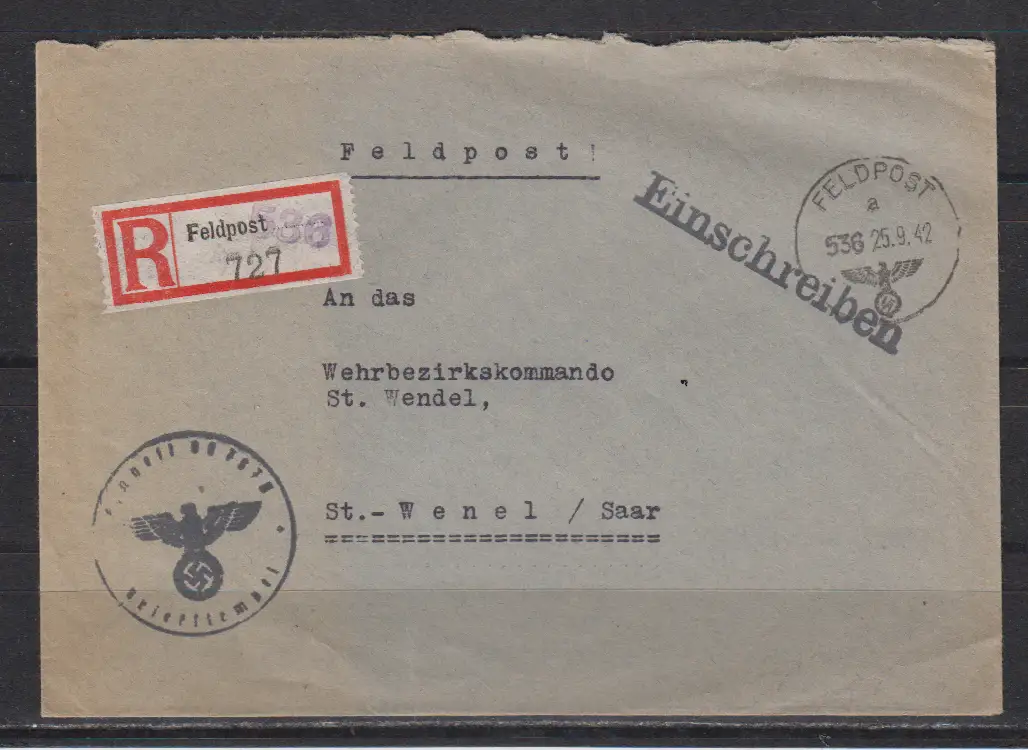 Feldpost!
Einschreiben
FELDPOST
a
536 25.9.42
R
Feldpost 536
727
An das
Wehrbezirkskommando
St. Wendel,
St.-Wenel / Saar
Briefstempel